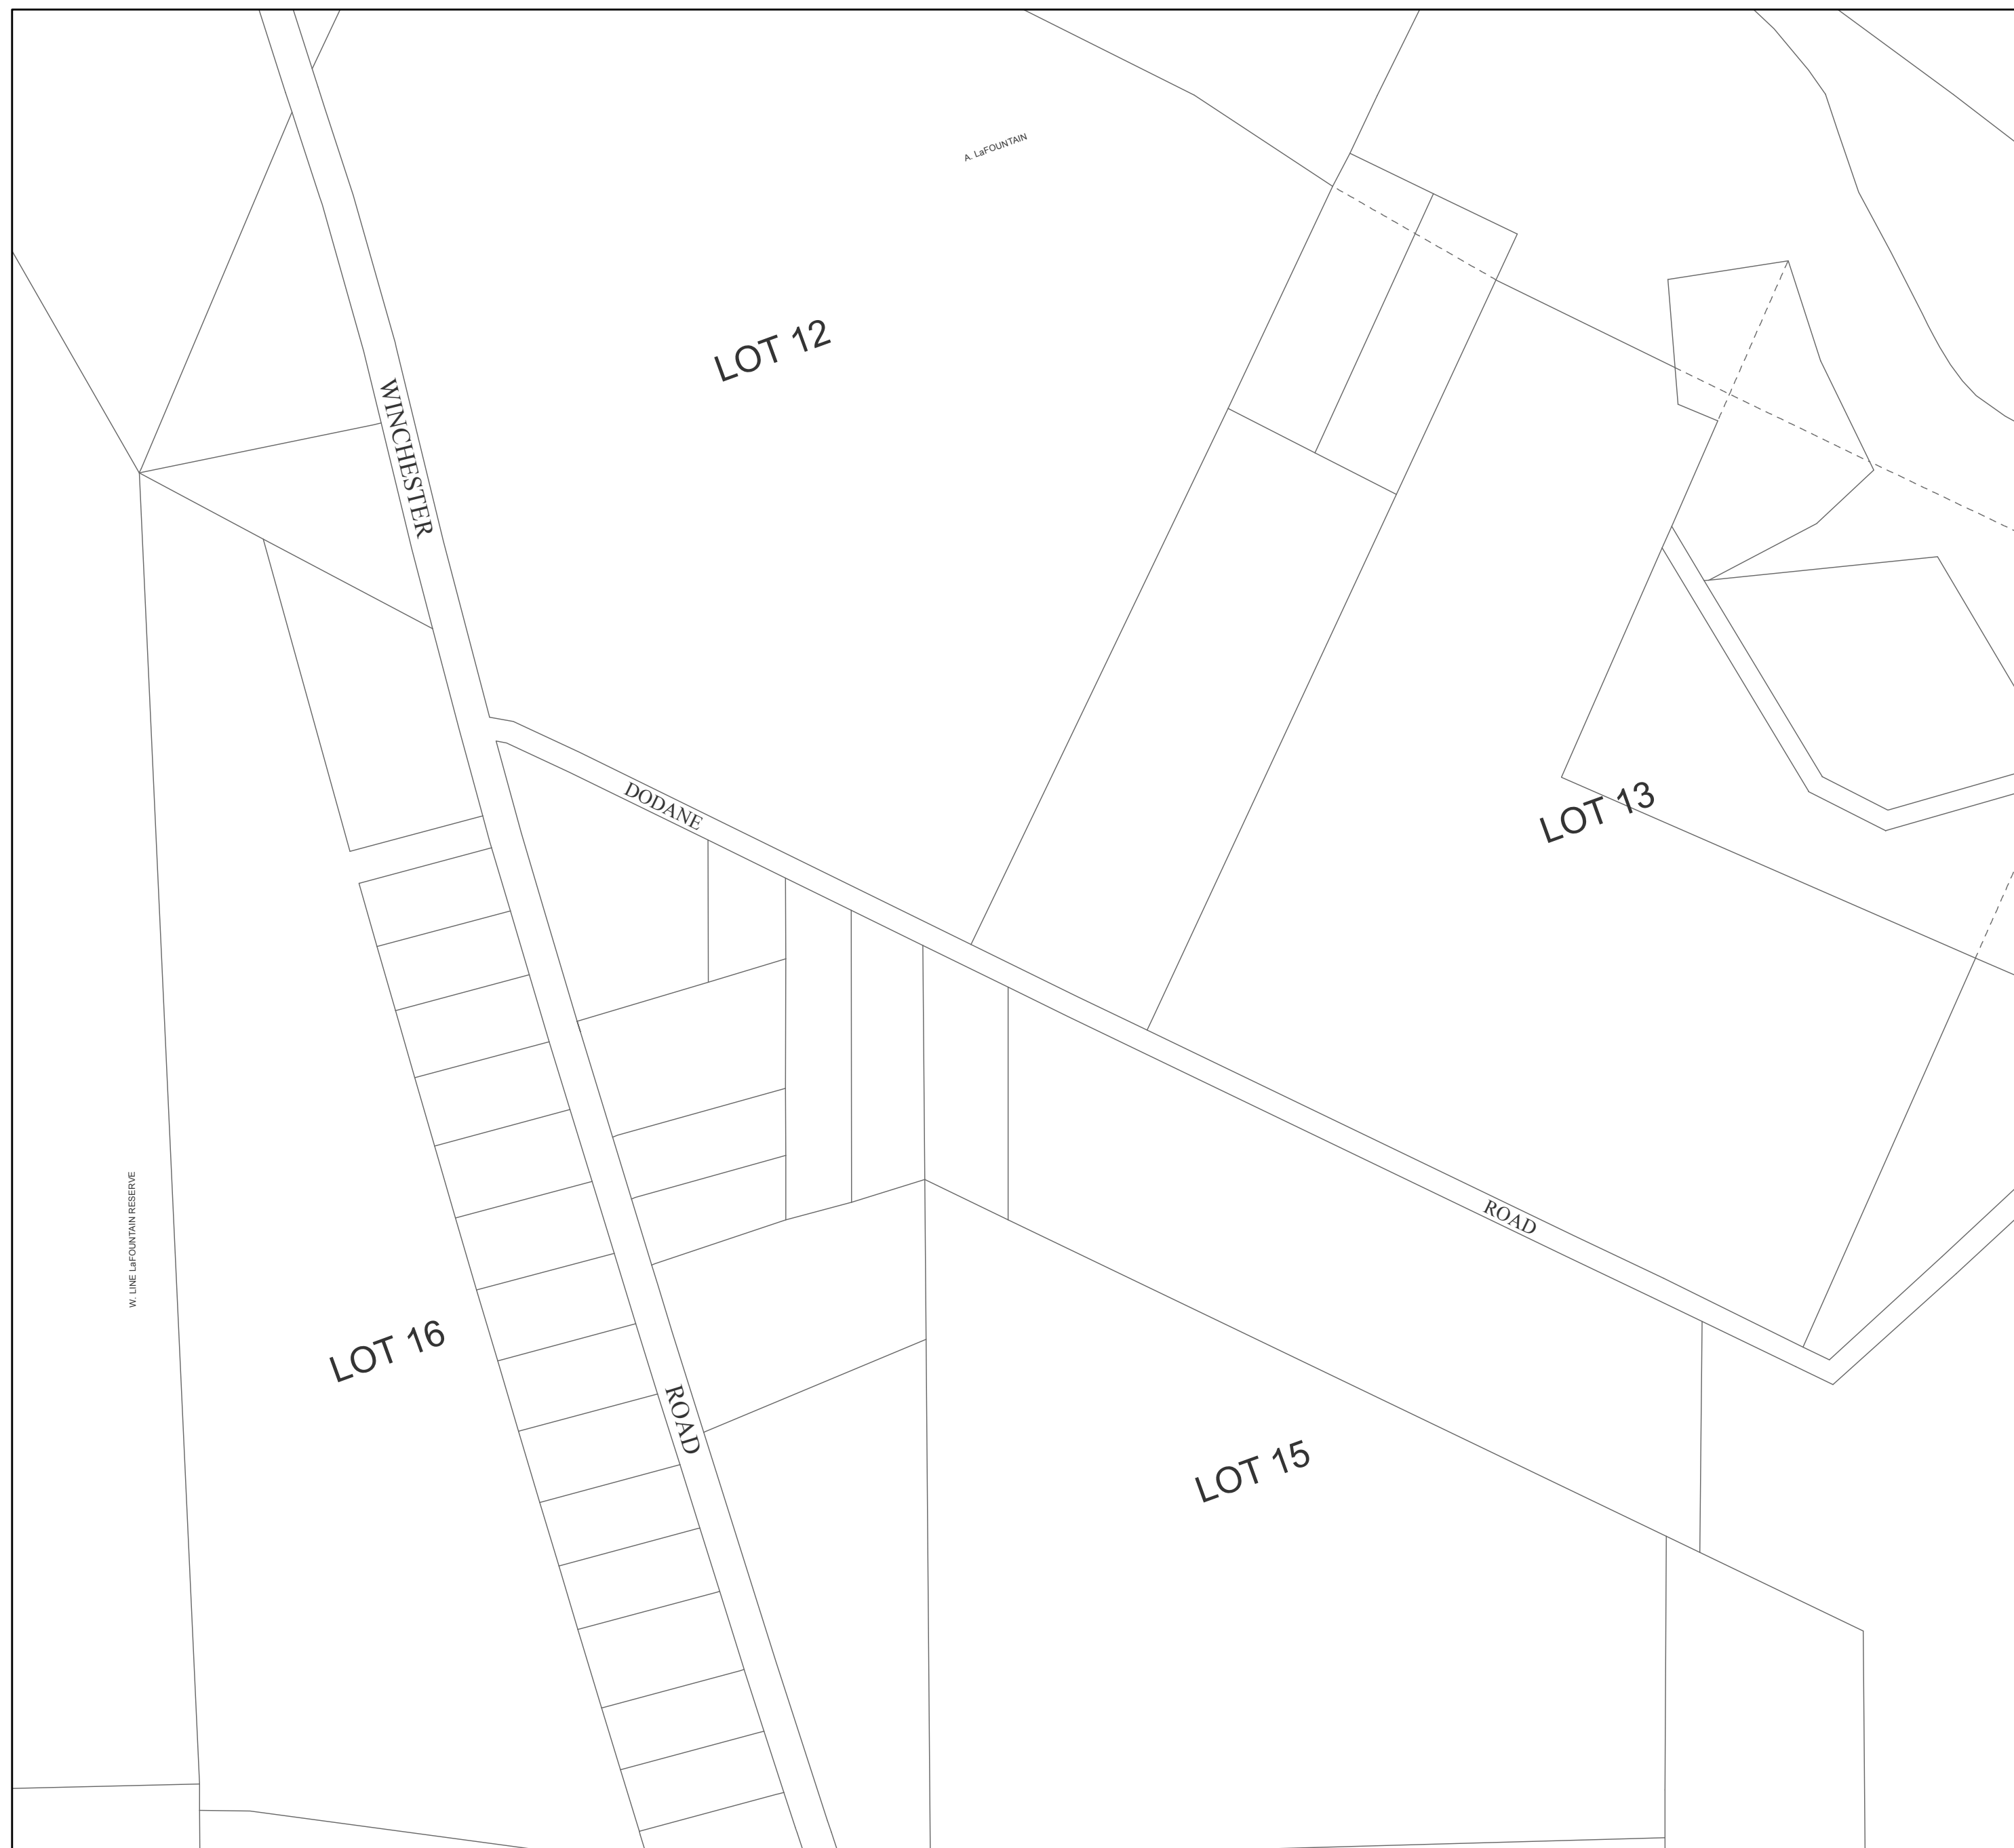 A. LaFOUNTAIN
LOT 12
WINCHESTER
DODANE
LOT 13
W. LINE LaFOUNTAIN RESERVE
ROAD
LOT 16
ROAD
LOT 15